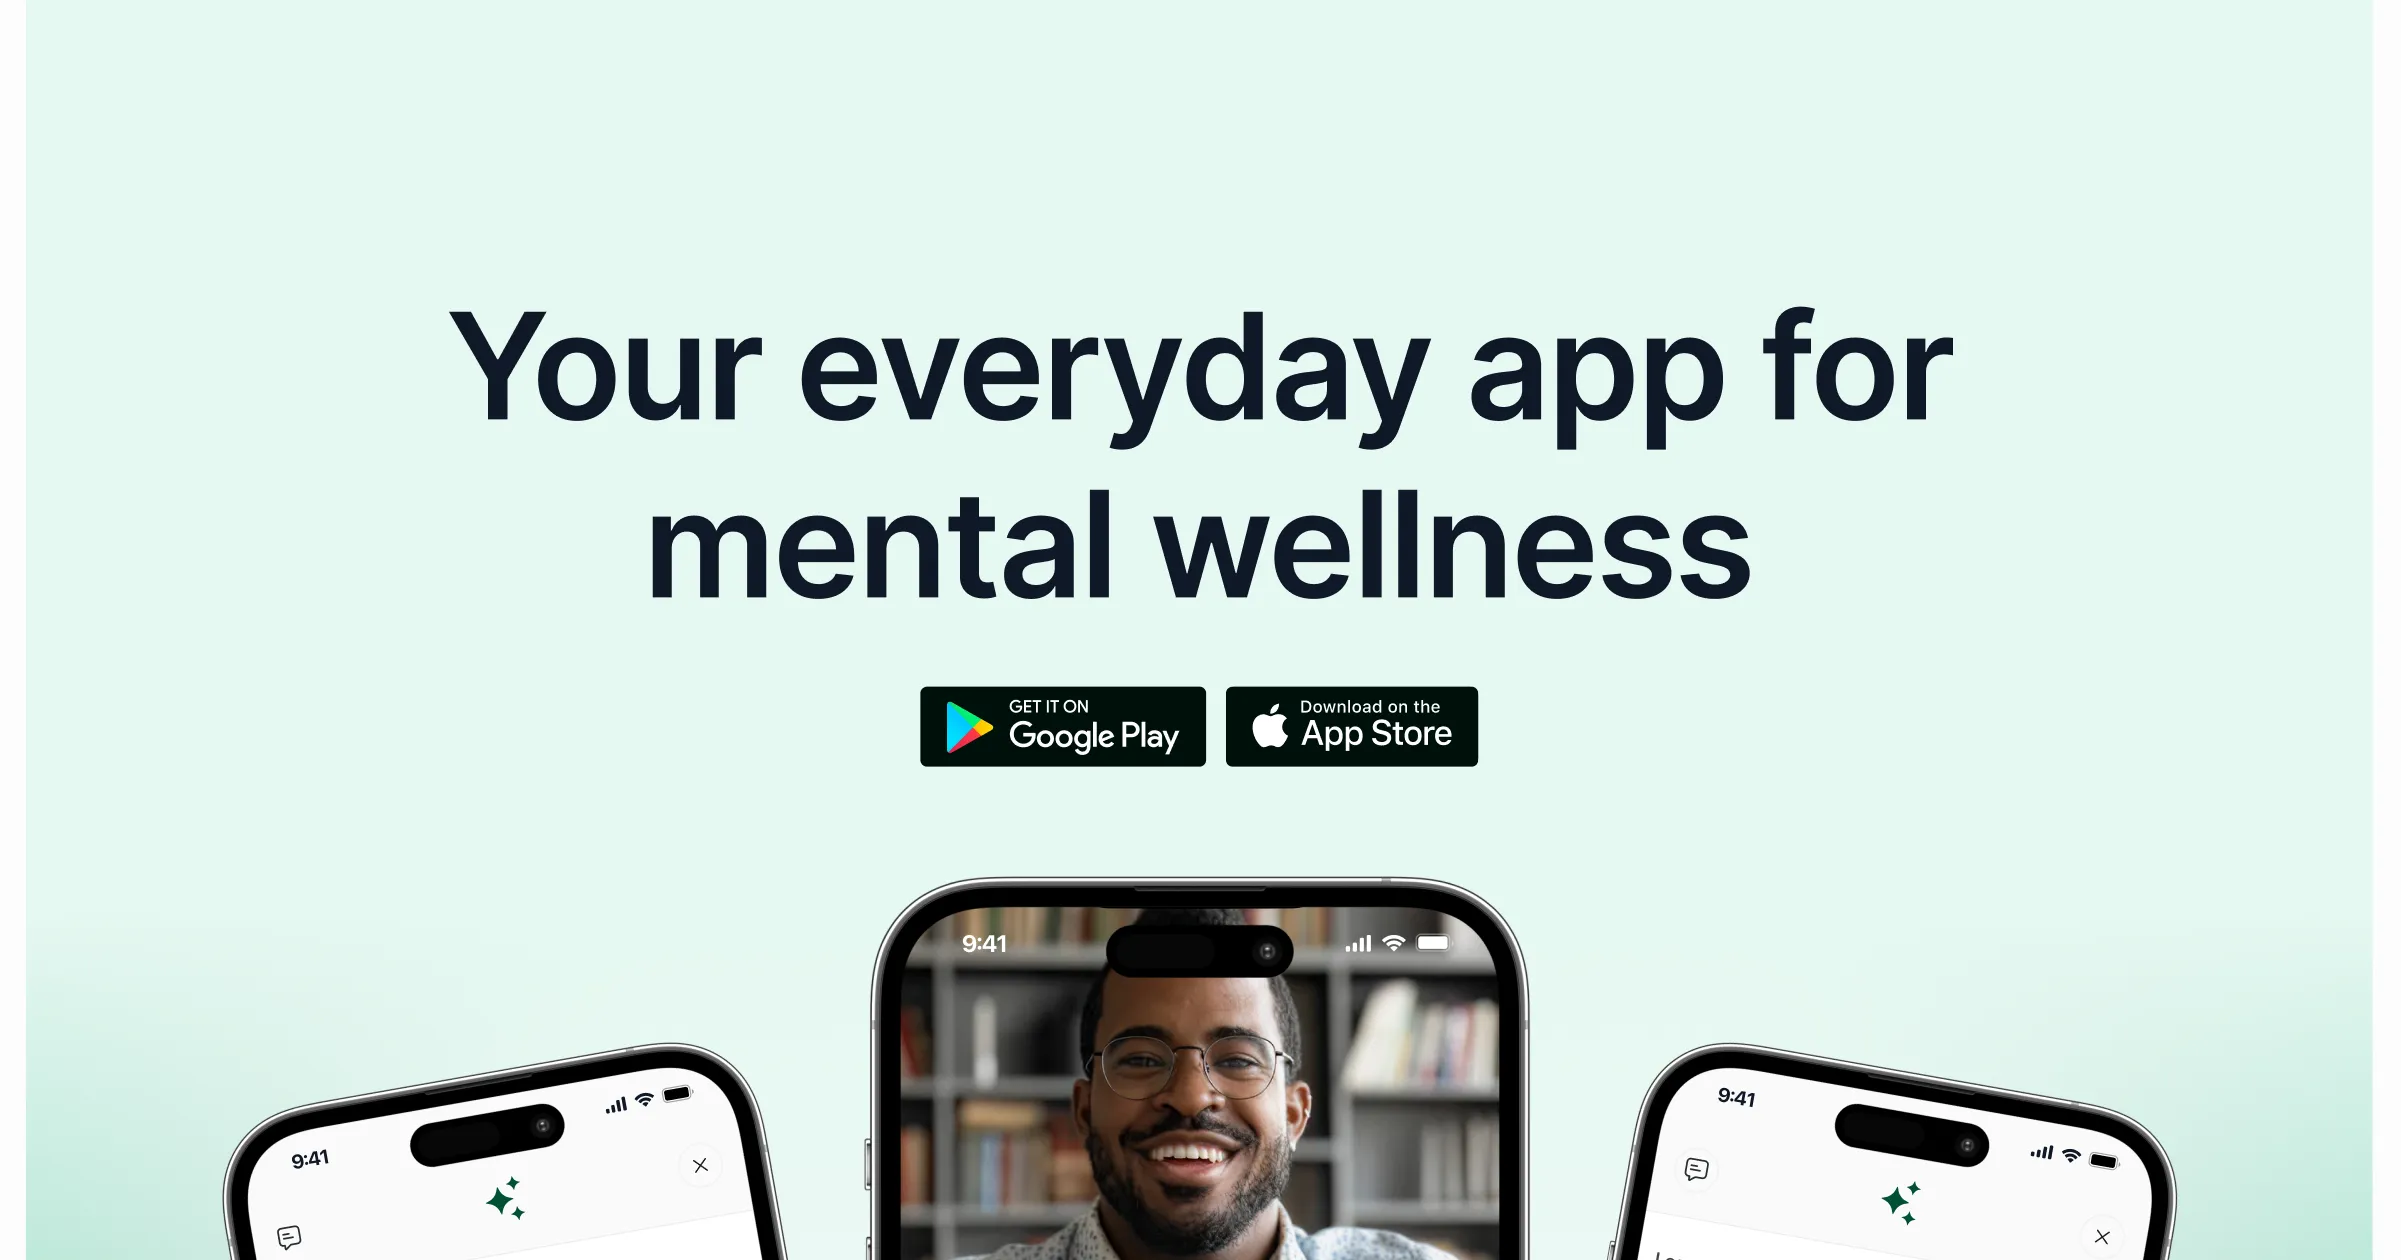 Your everyday app for
mental wellness
GET IT ON
Google Play
Download on the
App Store
9:41
9:41
9:41